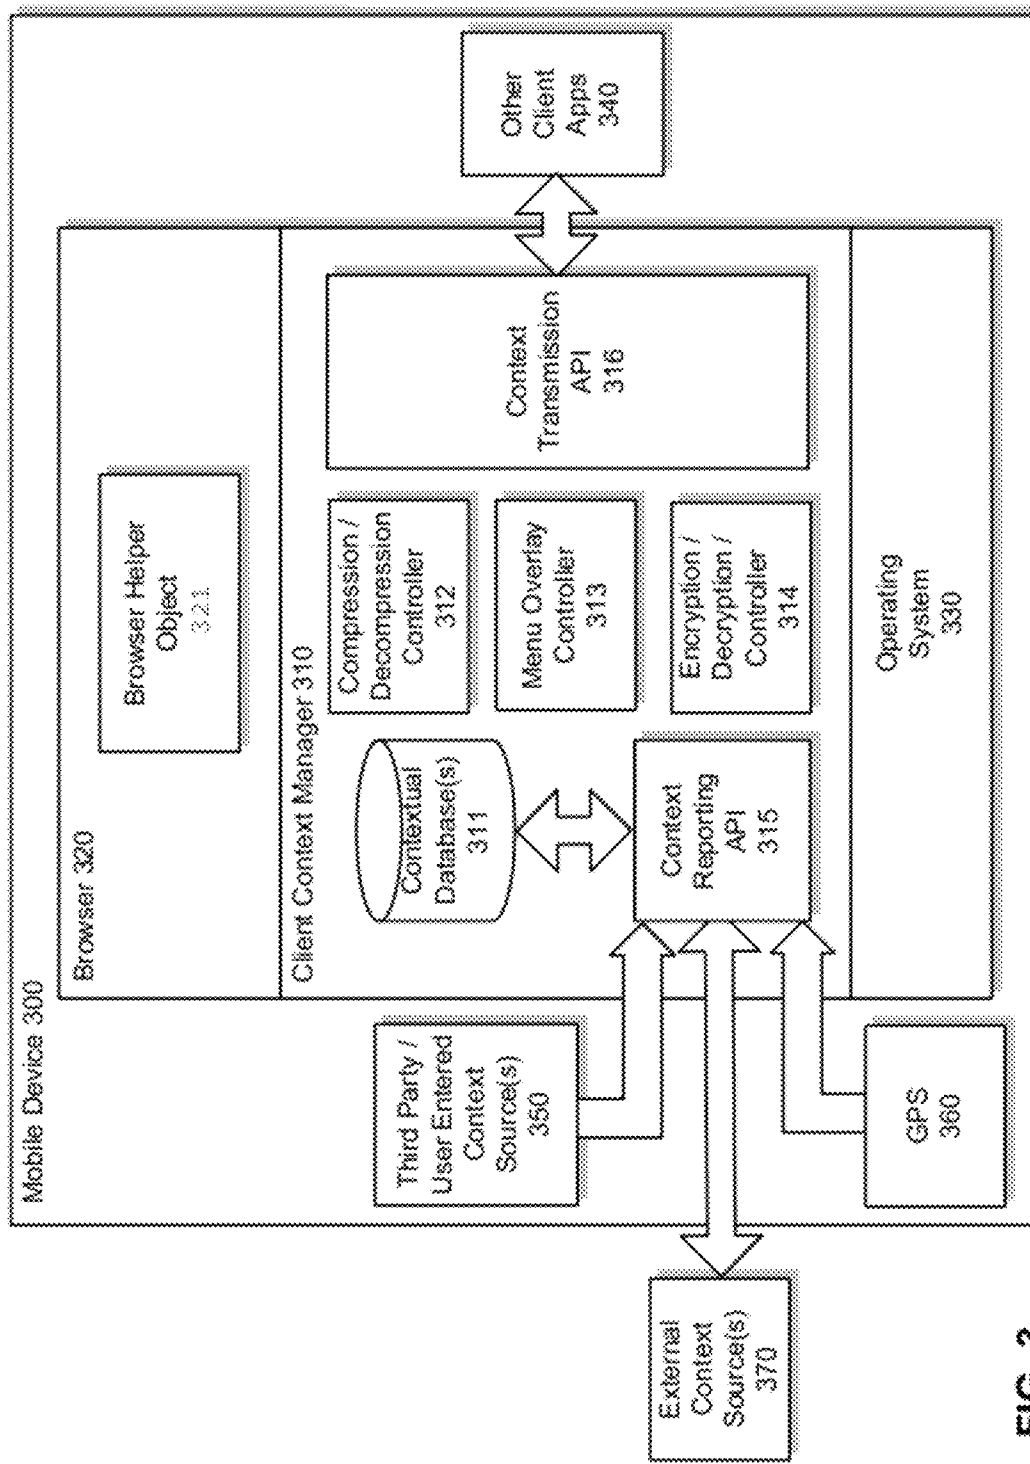 Mobile Device 300
Browser 320
Browser Helper
Object
321
Client Context Manager 310
Contextual
Database(s)
311
Compression /
Decompression
Controller
312
Menu Overlay
Controller
313
Encryption /
Decryption /
Controller
314
Context
Reporting
API
315
Context
Transmission
API
316
Operating
System
330
Other
Client
Apps
340
Third Party /
User Entered
Context
Source(s)
350
GPS
360
External
Context
Source(s)
370
FIG. 3